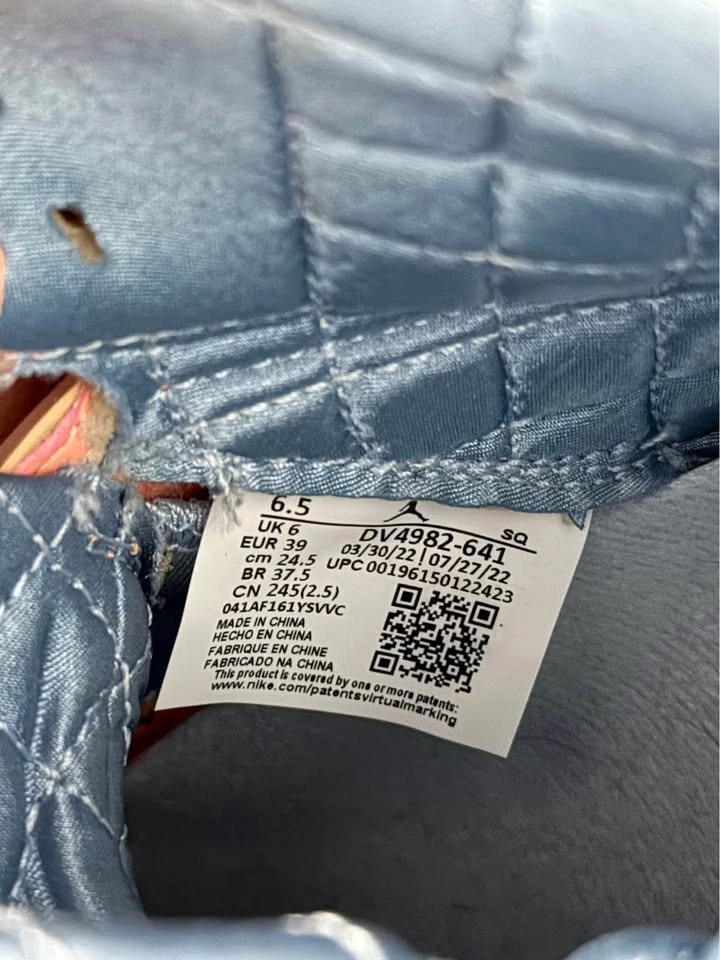 6.5 SQ
UK 6 DV4982-641
EUR 39 03/30/22 | 07/27/22
cm 24.5 UPC 00196150122423
BR 37.5
CN 245(2.5)
041AF161YSVVC
MADE IN CHINA
HECHO EN CHINA
FABRIQUE EN CHINE
FABRICADO NA CHINA
This product is covered by one or more patents:
www.nike.com/patentsvirtualmarking